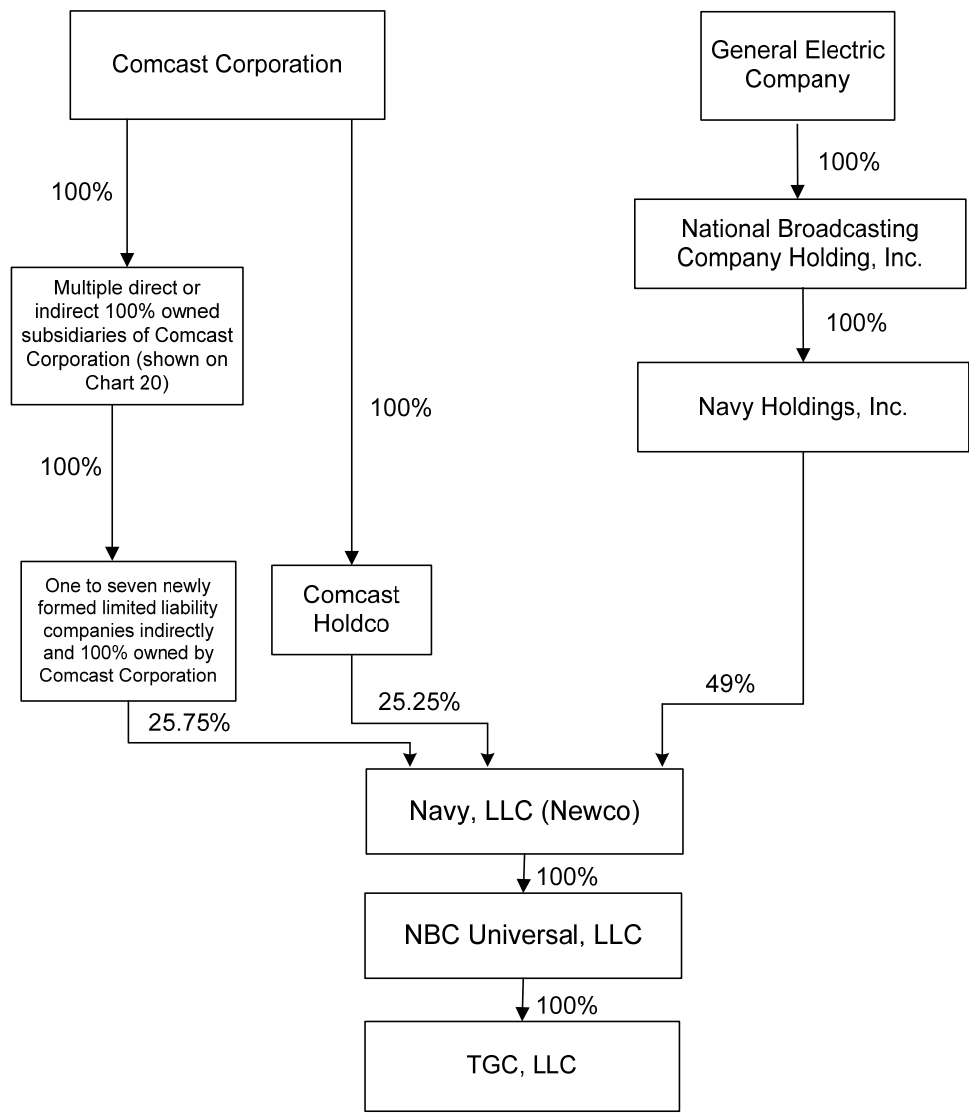 Comcast Corporation
General Electric
Company
100%
100%
National Broadcasting
Company Holding, Inc.
Multiple direct or
indirect 100% owned
subsidiaries of Comcast
Corporation (shown on
Chart 20)
100%
Navy Holdings, Inc.
100%
100%
One to seven newly
formed limited liability
companies indirectly
and 100% owned by
Comcast Corporation
Comcast
Holdco
25.75%
25.25%
49%
Navy, LLC (Newco)
100%
NBC Universal, LLC
100%
TGC, LLC